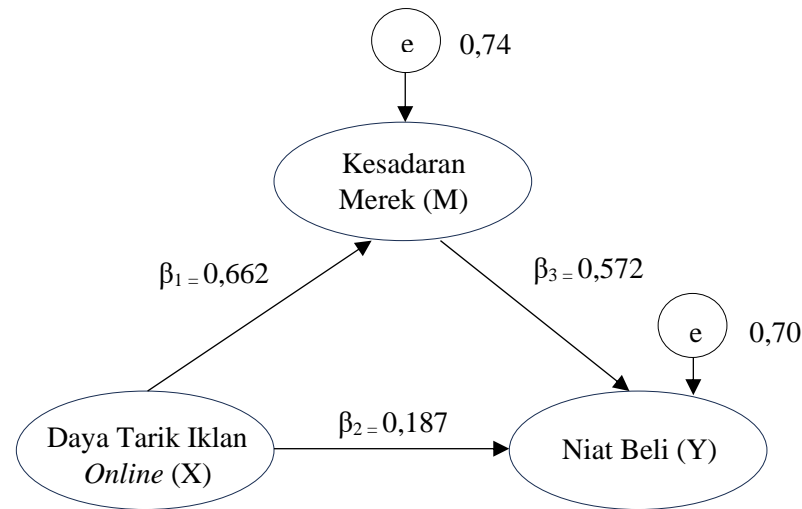 e
0,74
Kesadaran
Merek (M)
β₁ = 0,662
β₃ = 0,572
e
0,70
Daya Tarik Iklan
Online (X)
β₂ = 0,187
Niat Beli (Y)